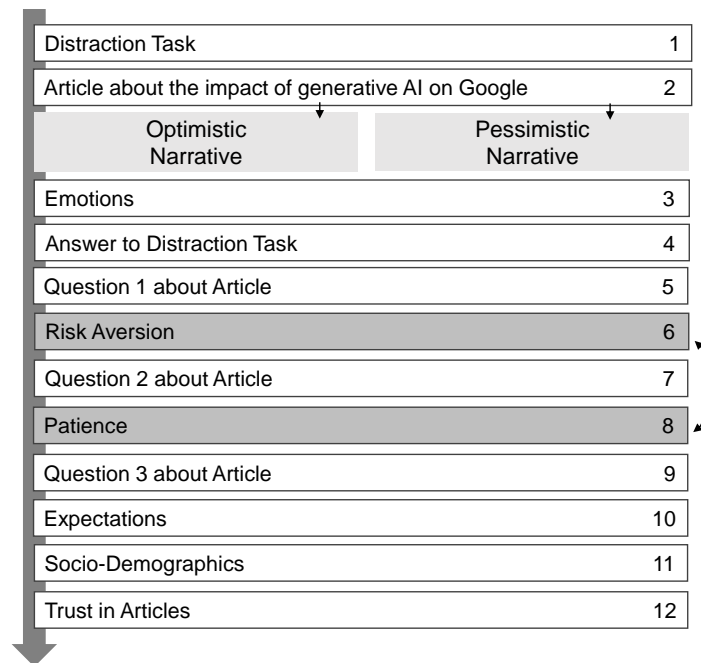 Distraction Task 1
Article about the impact of generative AI on Google 2
Optimistic Narrative
Pessimistic Narrative
Emotions 3
Answer to Distraction Task 4
Question 1 about Article 5
Risk Aversion 6
Question 2 about Article 7
Patience 8
Question 3 about Article 9
Expectations 10
Socio-Demographics 11
Trust in Articles 12